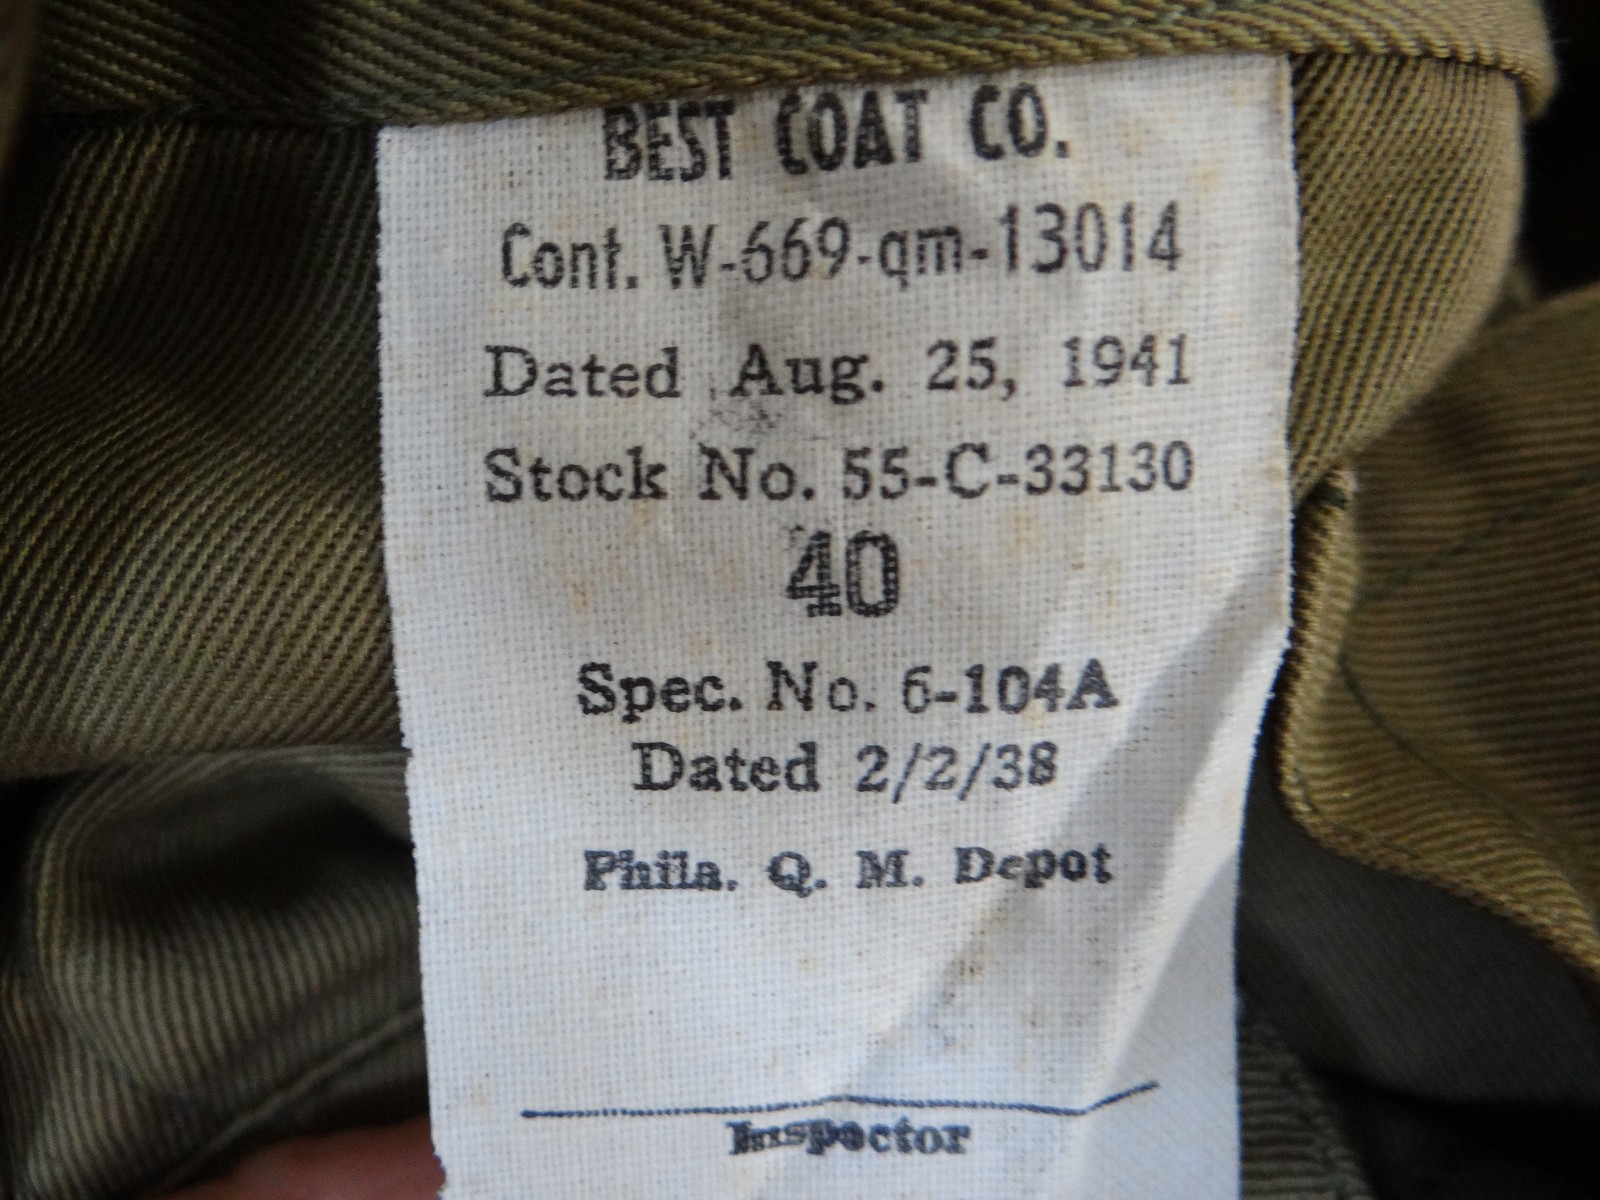 BEST COAT CO.
Cont. W-669-qm-13014
Dated Aug. 25, 1941
Stock No. 55-C-33130
40
Spec. No. 6-104A
Dated 2/2/38
Phila. Q. M. Depot
Inspector